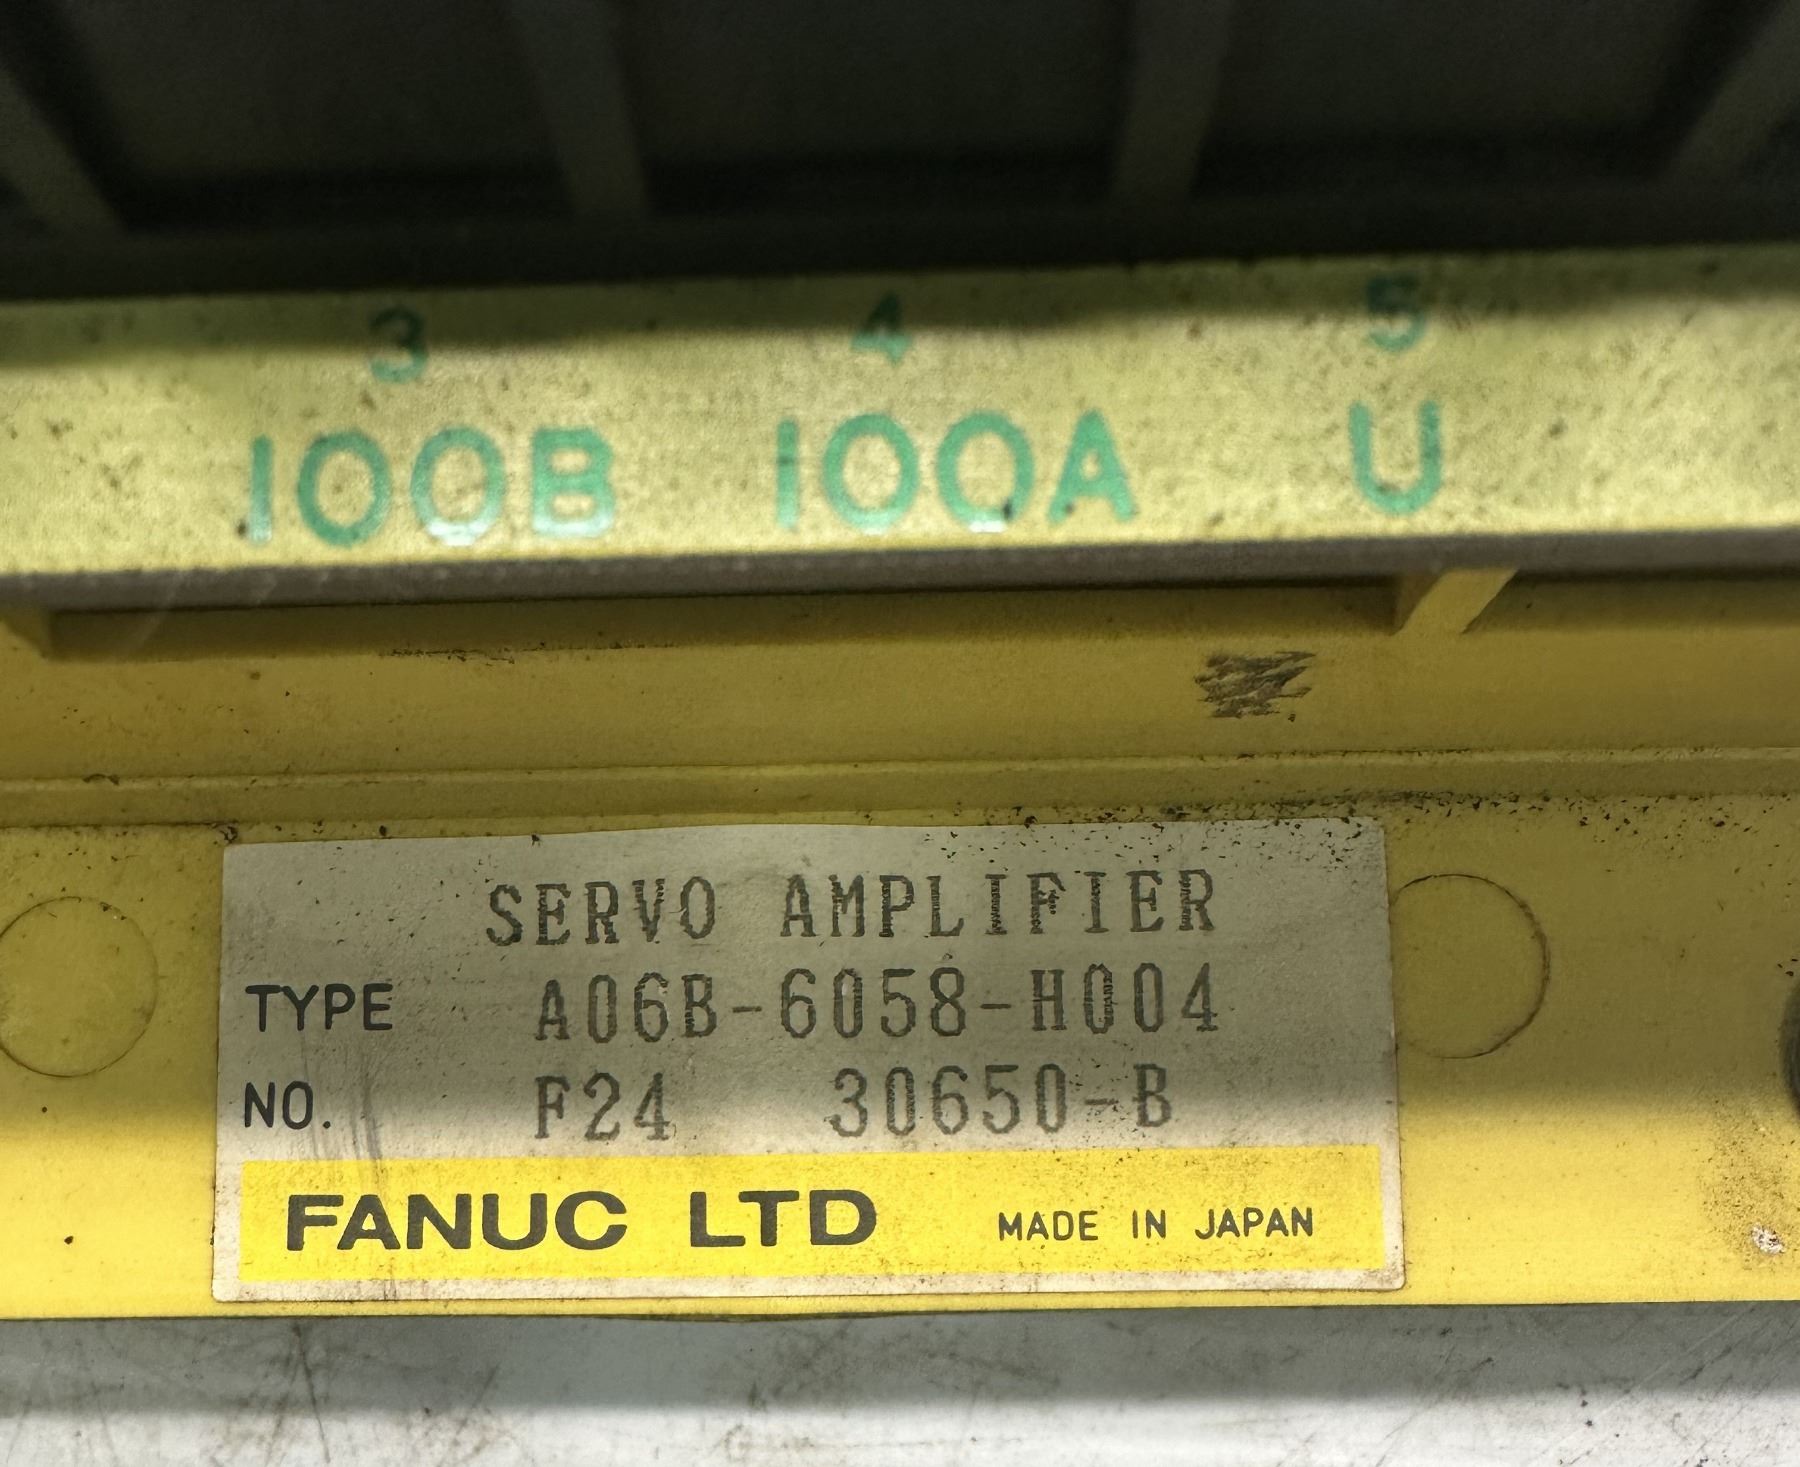 3 4 5
100B 100A U
SERVO AMPLIFIER
TYPE A06B-6058-H004
NO. F24 30650-B
FANUC LTD MADE IN JAPAN